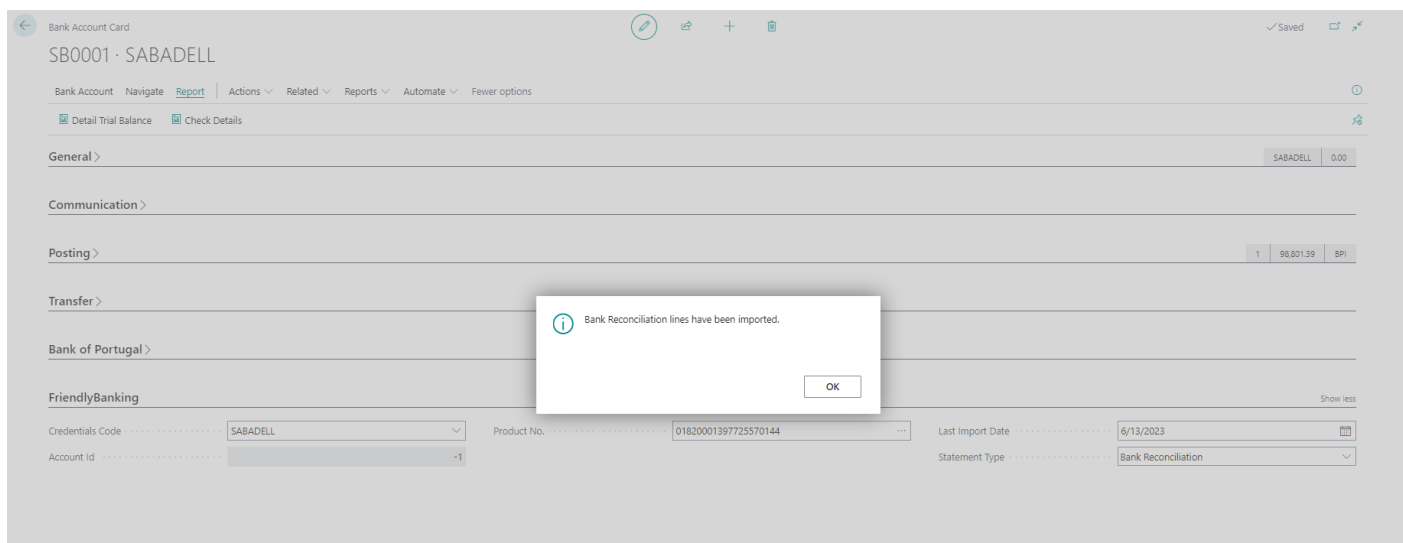 Bank Account Card
Saved
SB0001 · SABADELL
Bank Account Navigate Report Actions Related Reports Automate Fewer options
Detail Trial Balance Check Details
General SABADELL 0.00
Communication
Posting 1 98,801.39 BPI
Transfer
Bank Reconciliation lines have been imported.
Bank of Portugal
OK
FriendlyBanking Show less
Credentials Code SABADELL Product No. 01820001397725570144 Last Import Date 6/13/2023
Account Id -1 Statement Type Bank Reconciliation